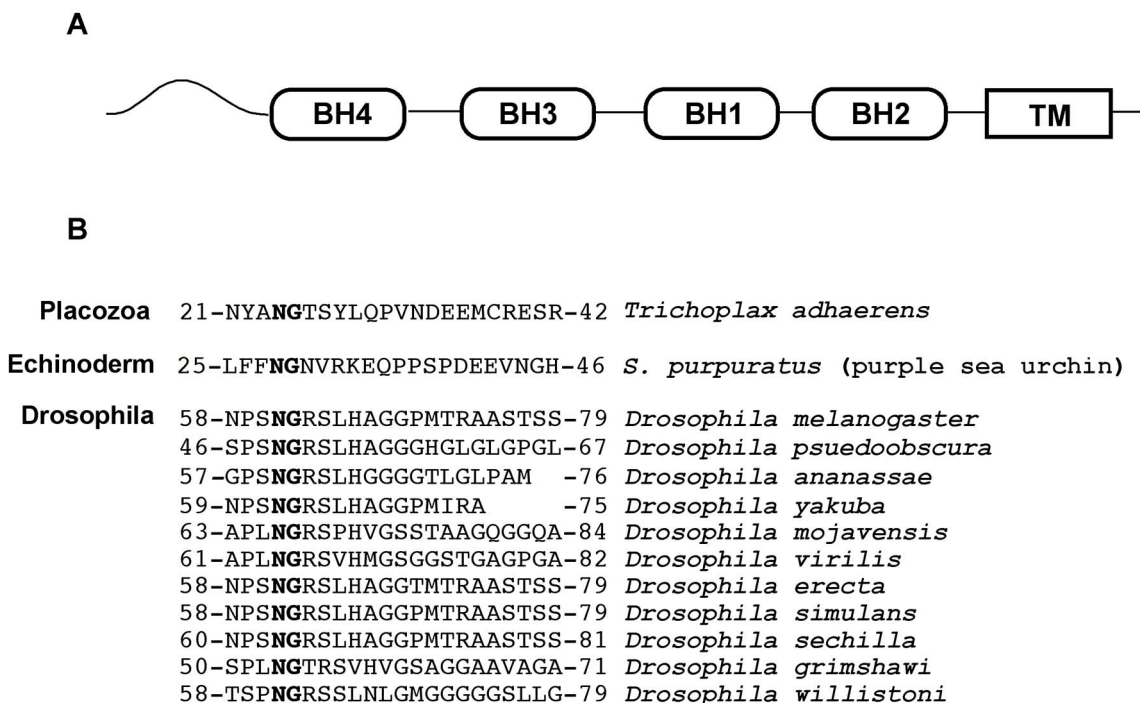 A
BH4 BH3 BH1 BH2 TM
B
Placozoa 21-NYANGTSYLQPVNDEEMCRESR-42 Trichoplax adhaerens
Echinoderm 25-LFFNGNVRKEQPPSPDEEVNGH-46 S. purpuratus (purple sea urchin)
Drosophila 58-NPSNGRSLHAGGPMTRAASTSS-79 Drosophila melanogaster
46-SPSNGRSLHAGGGHGLGLGPGL-67 Drosophila psuedoobscura
57-GPSNGRSLHGGGGTLGLPAM -76 Drosophila ananassae
59-NPSNGRSLHAGGPMIRA -75 Drosophila yakuba
63-APLNGRSPHVGSSTAAGQGGQA-84 Drosophila mojavensis
61-APLNGRSVHMGSGGSTGAGPGA-82 Drosophila virilis
58-NPSNGRSLHAGGTMTRAASTSS-79 Drosophila erecta
58-NPSNGRSLHAGGPMTRAASTSS-79 Drosophila simulans
60-NPSNGRSLHAGGPMTRAASTSS-81 Drosophila sechilla
50-SPLNGTRSVHVGSAGGAAVAGA-71 Drosophila grimshawi
58-TSPNGRSSLNLGMGGGGGSLLG-79 Drosophila willistoni